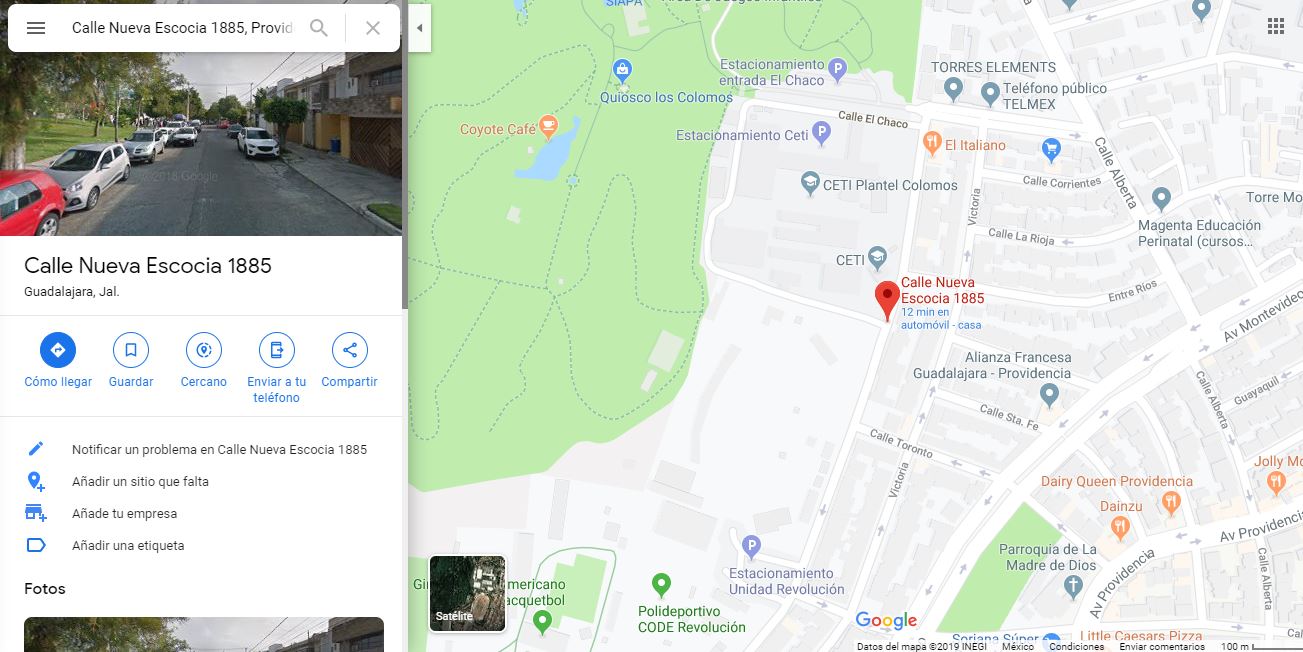 Calle Nueva Escocia 1885, Provid
©2018 Google
Calle Nueva Escocia 1885
Guadalajara, Jal.
Cómo llegar
Guardar
Cercano
Enviar a tu
teléfono
Compartir
Notificar un problema en Calle Nueva Escocia 1885
Añadir un sitio que falta
Añade tu empresa
Añadir una etiqueta
Fotos
SIAPA
Área De Juegos Infantiles
Estacionamiento
entrada El Chaco
P
TORRES ELEMENTS
Teléfono público
TELMEX
Quiosco los Colomos
Coyote Café
Estacionamiento Ceti
P
Calle El Chaco
El Italiano
Calle Alberta
Calle Corrientes
CETI Plantel Colomos
Victoria
Torre Mo
Magenta Educación
Perinatal (cursos...
Calle La Rioja
CETI
Calle Nueva
Escocia 1885
12 min en
automóvil - casa
Entre Rios
Av Montevideo
Alianza Francesa
Guadalajara - Providencia
Calle Alberta
Guayaquil
Calle Sta. Fe
Calle Toronto
Victoria
Jolly Mo
Dairy Queen Providencia
Dainzu
Av Providencia
P
Estacionamiento
Unidad Revolución
Parroquia de La
Madre de Dios
Av Providencia
Calle Alberta
Gi
mericano
acquetbol
Satélite
Polideportivo
CODE Revolución
Google
Soriana Súper
Little Caesars Pizza
Cal
Datos del mapa ©2019 INEGI
México
Condiciones
Enviar comentarios
100 m